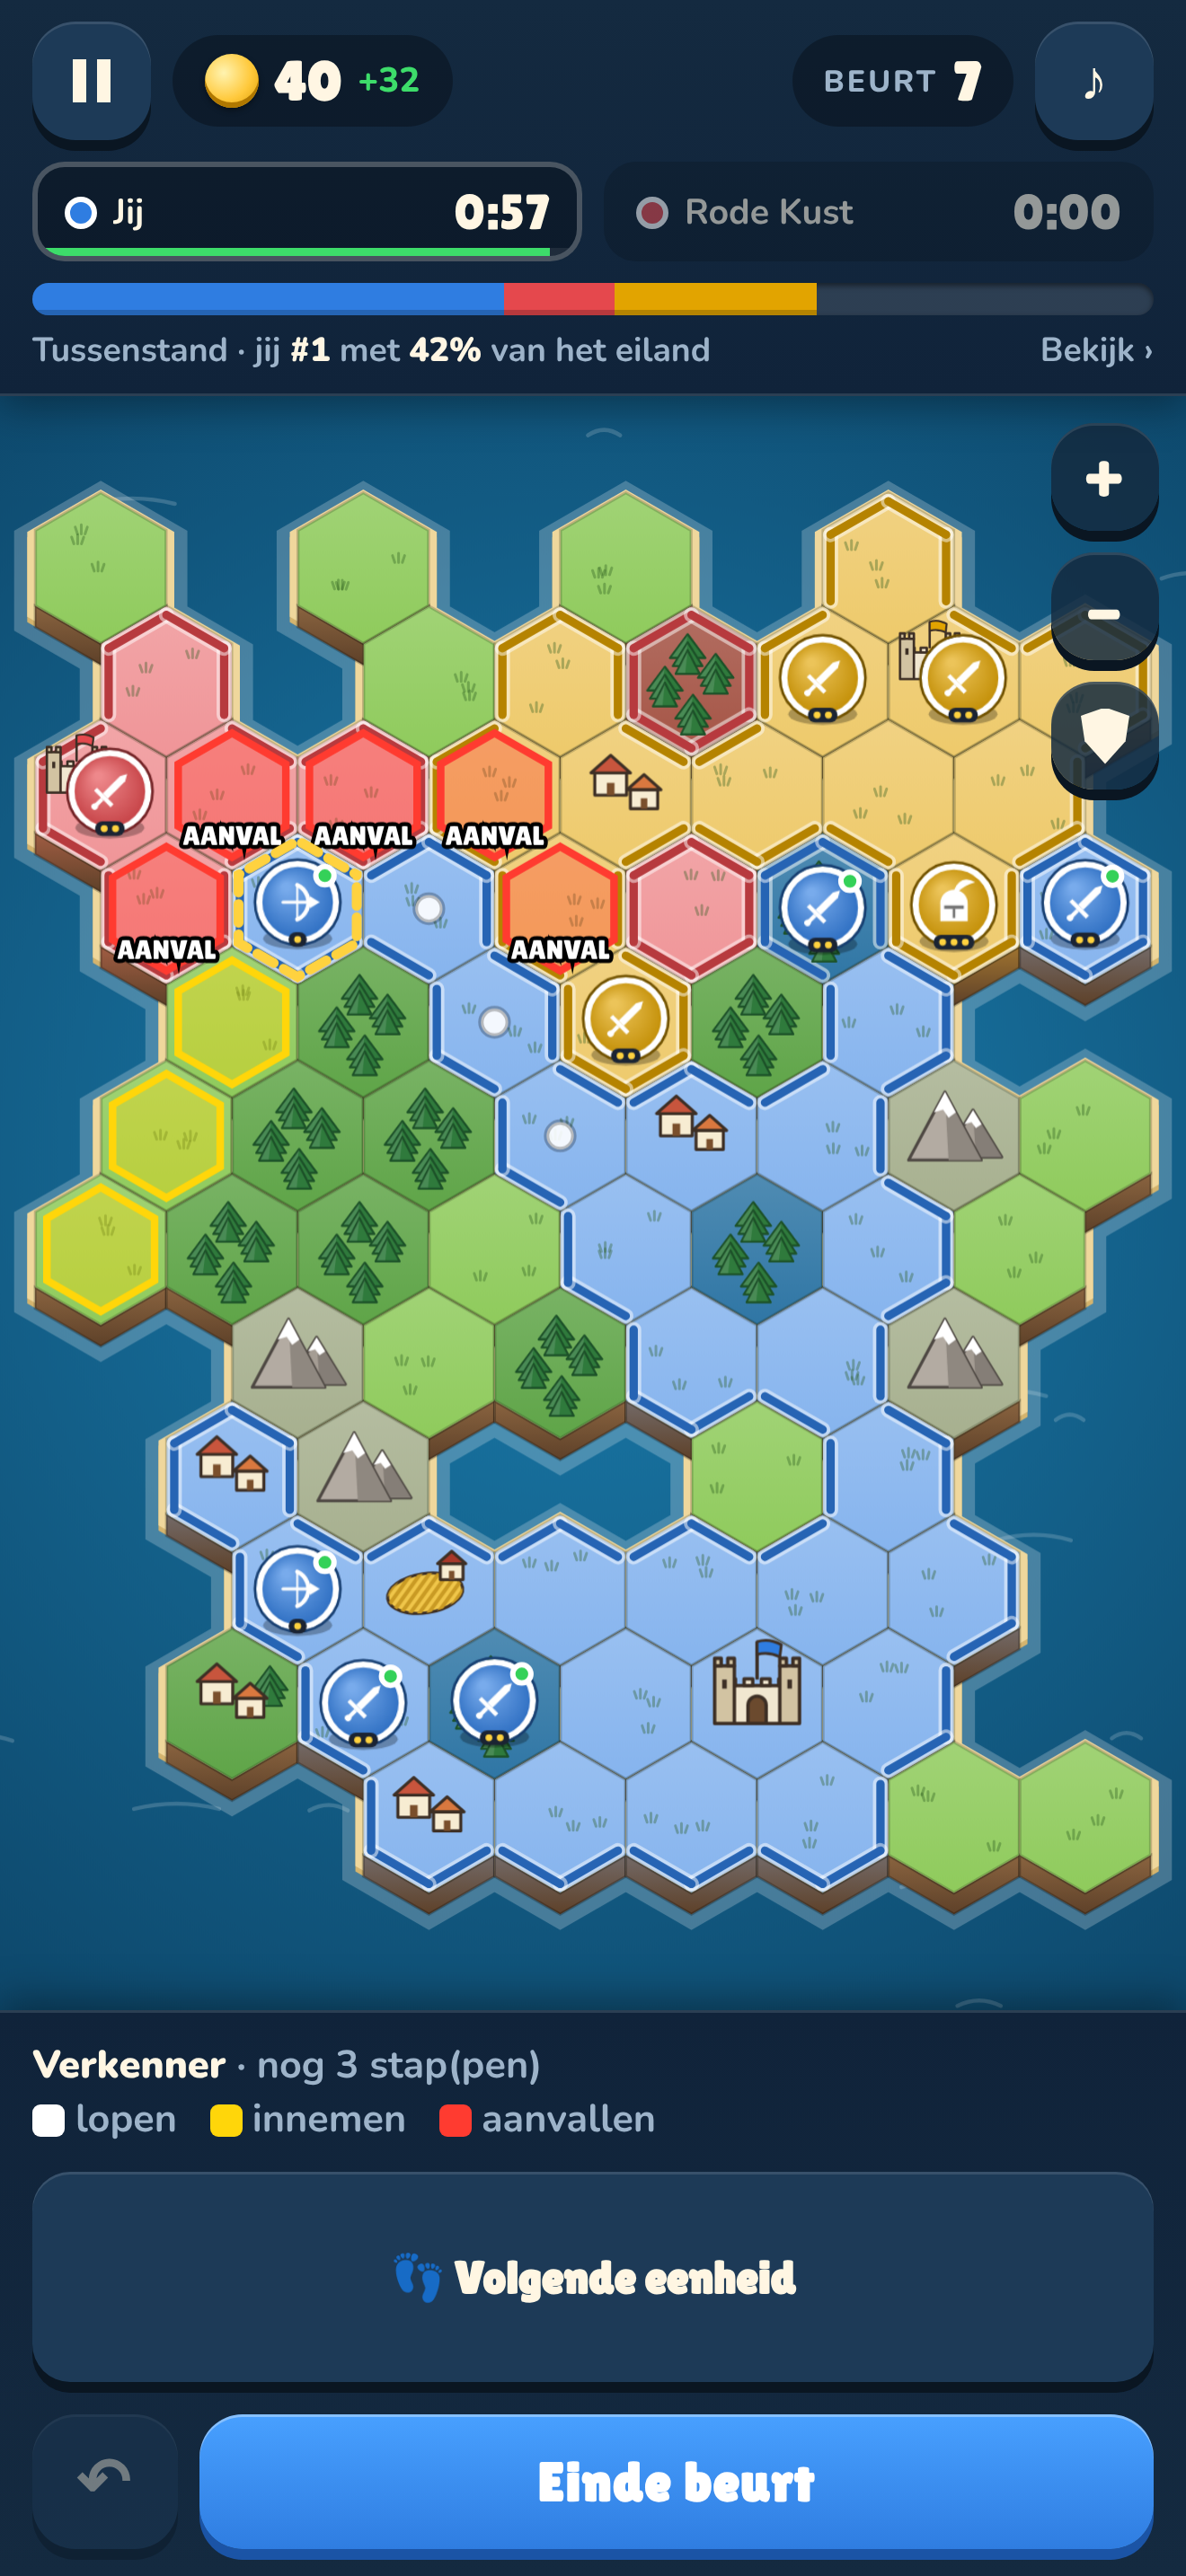 40 +32
BEURT 7
♪
Jij 0:57
Rode Kust 0:00
Tussenstand · jij #1 met 42% van het eiland
Bekijk ›
+
−
AANVAL AANVAL AANVAL
AANVAL AANVAL
Verkenner · nog 3 stap(pen)
lopen innemen aanvallen
Volgende eenheid
Einde beurt